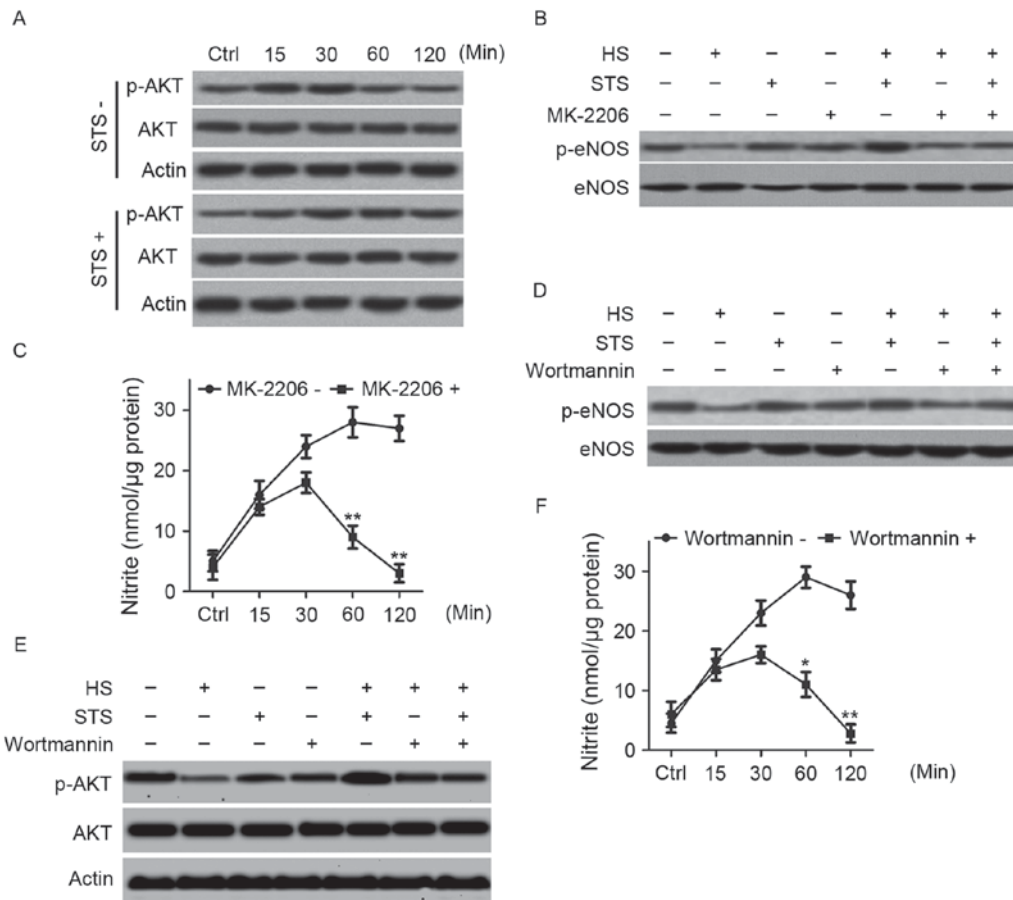 A
Ctrl 15 30 60 120 (Min)
STS -
p-AKT
AKT
Actin
STS +
p-AKT
AKT
Actin
B
HS − + − − + + +
STS − − + − + − +
MK-2206 − − − + − + +
p-eNOS
eNOS
C
MK-2206 - MK-2206 +
Nitrite (nmol/µg protein)
30
20
10
0
**
**
Ctrl 15 30 60 120 (Min)
D
HS − + − − + + +
STS − − + − + − +
Wortmannin − − − + − + +
p-eNOS
eNOS
E
HS − + − − + + +
STS − − + − + − +
Wortmannin − − − + − + +
p-AKT
AKT
Actin
F
Wortmannin - Wortmannin +
Nitrite (nmol/µg protein)
30
20
10
0
*
**
Ctrl 15 30 60 120 (Min)